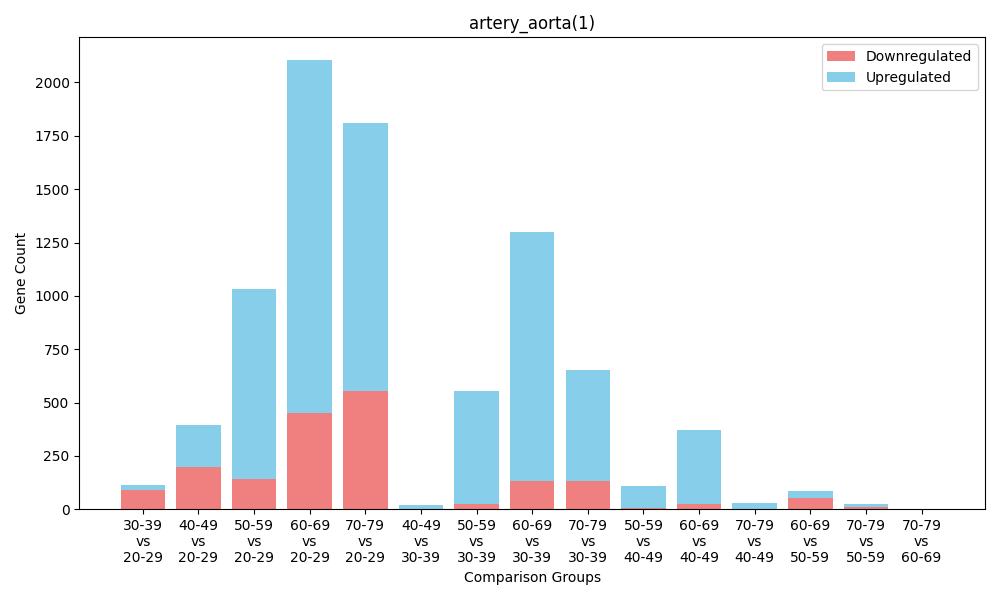 artery_aorta(1)
Downregulated
Upregulated
2000
1750
1500
1250
1000
750
500
250
0
Gene Count
30-39 40-49 50-59 60-69 70-79 40-49 50-59 60-69 70-79 50-59 60-69 70-79 60-69 70-79 70-79
vs vs vs vs vs vs vs vs vs vs vs vs vs vs vs
20-29 20-29 20-29 20-29 20-29 30-39 30-39 30-39 30-39 40-49 40-49 40-49 50-59 50-59 60-69
Comparison Groups